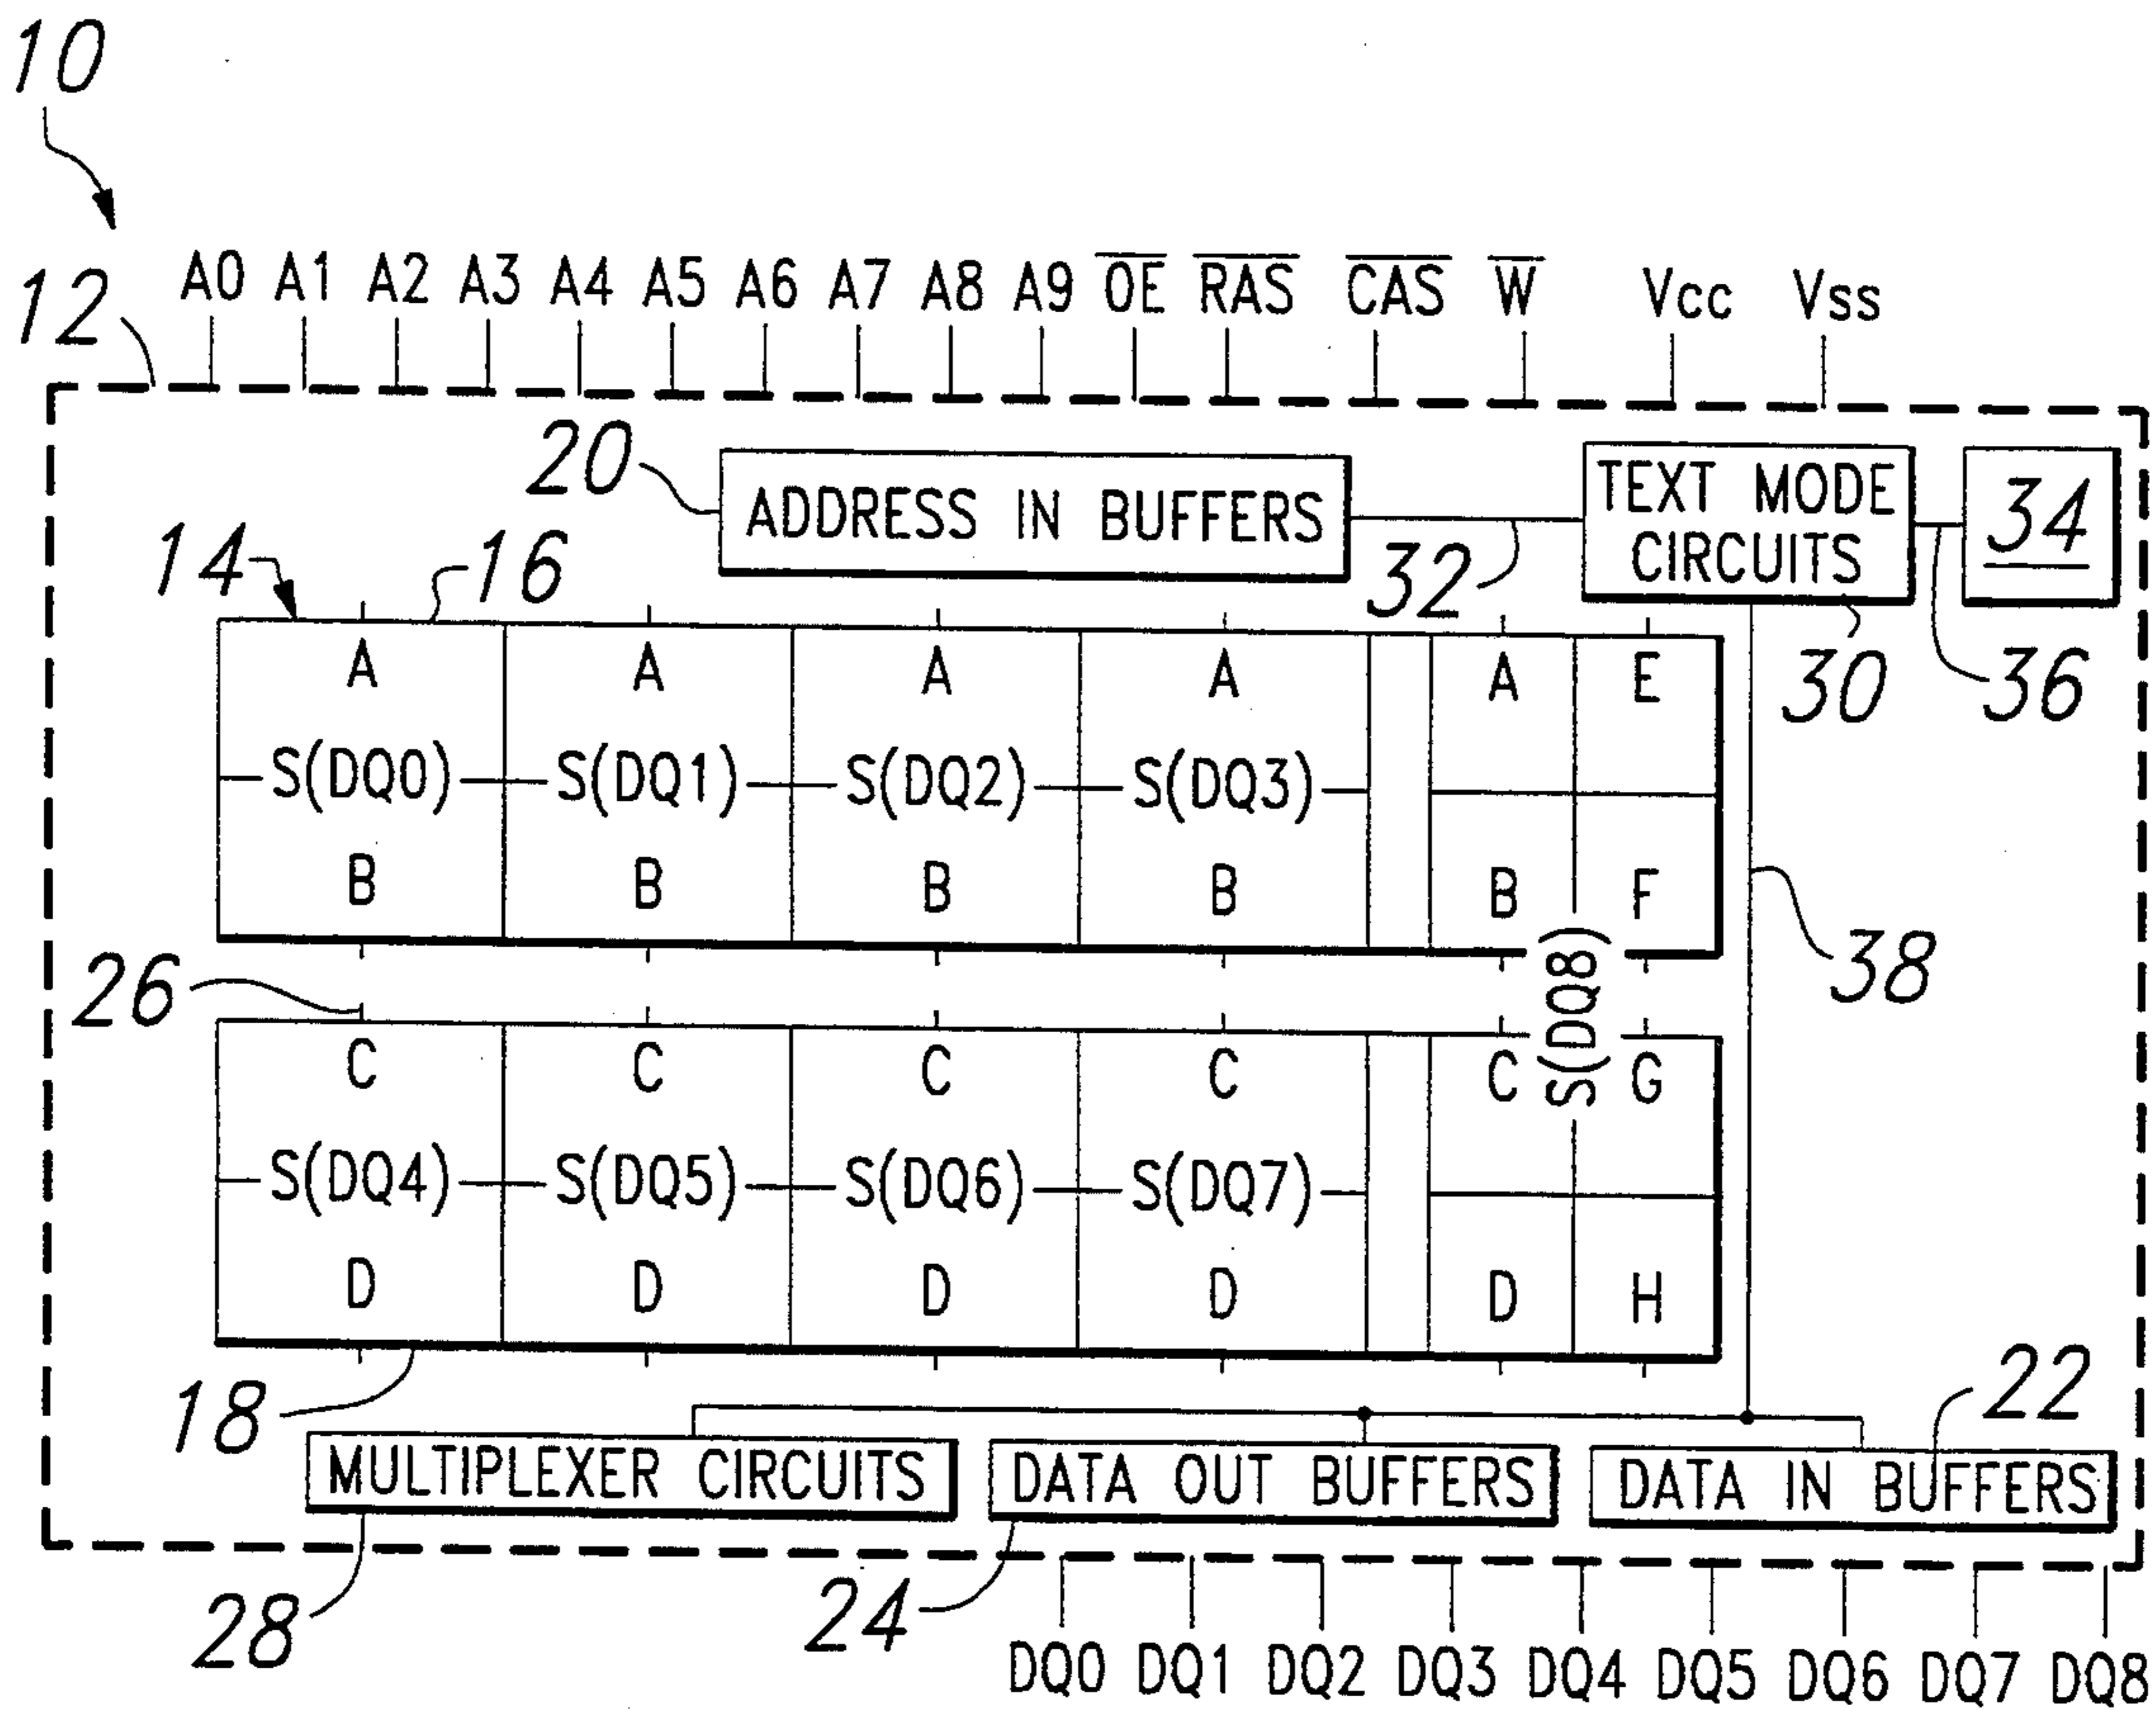 10
12
A0 A1 A2 A3 A4 A5 A6 A7 A8 A9 O̅E̅ R̅A̅S̅ C̅A̅S̅ W̅ Vcc Vss
20
ADDRESS IN BUFFERS
32
TEXT MODE
CIRCUITS
34
14
16
30
36
A A A A A E
S(DQ0) S(DQ1) S(DQ2) S(DQ3)
B B B B B F
S(DQ8)
38
26
C C C C C G
S(DQ4) S(DQ5) S(DQ6) S(DQ7)
D D D D D H
18
22
MULTIPLEXER CIRCUITS
DATA OUT BUFFERS
DATA IN BUFFERS
28
24
DQ0 DQ1 DQ2 DQ3 DQ4 DQ5 DQ6 DQ7 DQ8